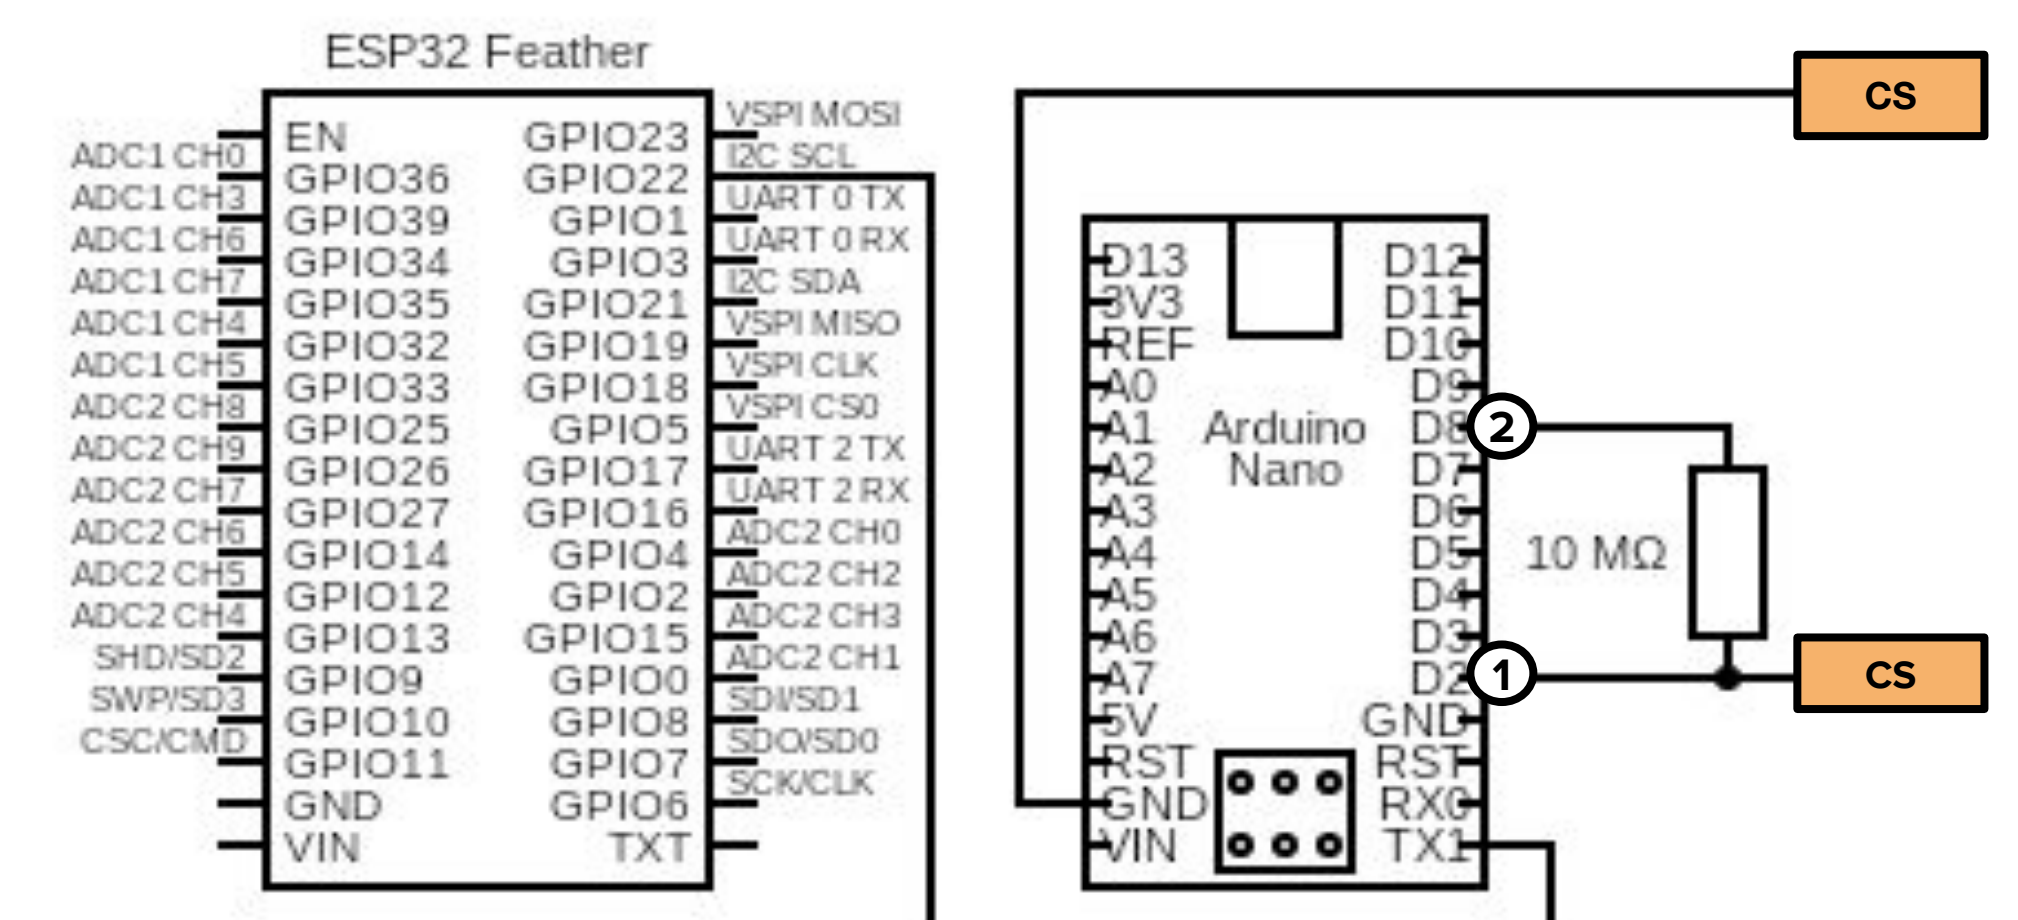 ESP32 Feather
VSPI MOSI
EN GPIO23
ADC1 CH0 I2C SCL
GPIO36 GPIO22
ADC1 CH3 UART 0 TX
GPIO39 GPIO1
ADC1 CH6 UART 0 RX
GPIO34 GPIO3
ADC1 CH7 I2C SDA
GPIO35 GPIO21
ADC1 CH4 VSPI MISO
GPIO32 GPIO19
ADC1 CH5 VSPI CLK
GPIO33 GPIO18
ADC2 CH8 VSPI CS0
GPIO25 GPIO5
ADC2 CH9 UART 2 TX
GPIO26 GPIO17
ADC2 CH7 UART 2 RX
GPIO27 GPIO16
ADC2 CH6 ADC2 CH0
GPIO14 GPIO4
ADC2 CH5 ADC2 CH2
GPIO12 GPIO2
ADC2 CH4 ADC2 CH3
GPIO13 GPIO15
SHD/SD2 ADC2 CH1
GPIO9 GPIO0
SWP/SD3 SDI/SD1
GPIO10 GPIO8
CSC/CMD SDO/SD0
GPIO11 GPIO7
SCK/CLK
GND GPIO6
VIN TXT
CS
D13 D12
3V3 D11
REF D10
A0 D9
A1 Arduino D8 2
A2 Nano D7
A3 D6
A4 D5 10 MΩ
A5 D4
A6 D3
A7 D2 1 CS
5V GND
RST RST
GND RX0
VIN TX1